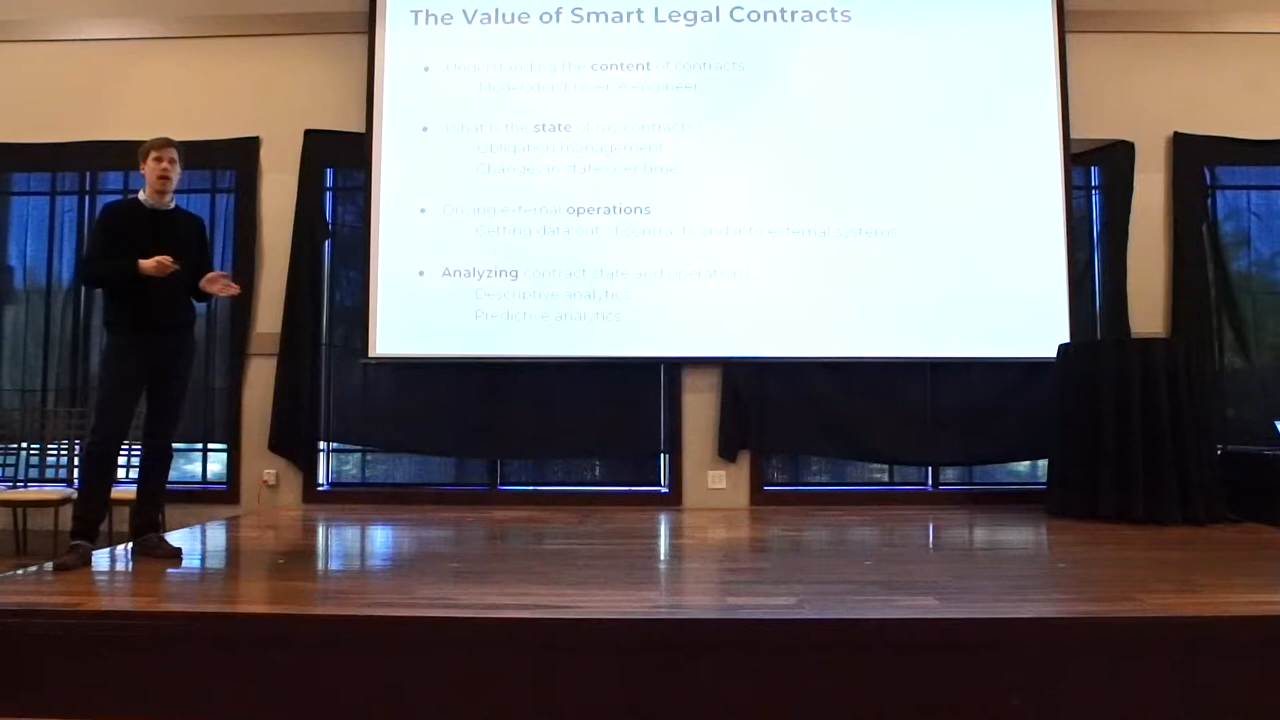 The Value of Smart Legal Contracts
Understanding the content of contracts
Model don't reverse engineer
What is the state of my contracts?
Obligation management
Changes in state over time
Driving external operations
Getting data out of contracts and into external systems
Analyzing contract state and operations
Descriptive analytics
Predictive analytics